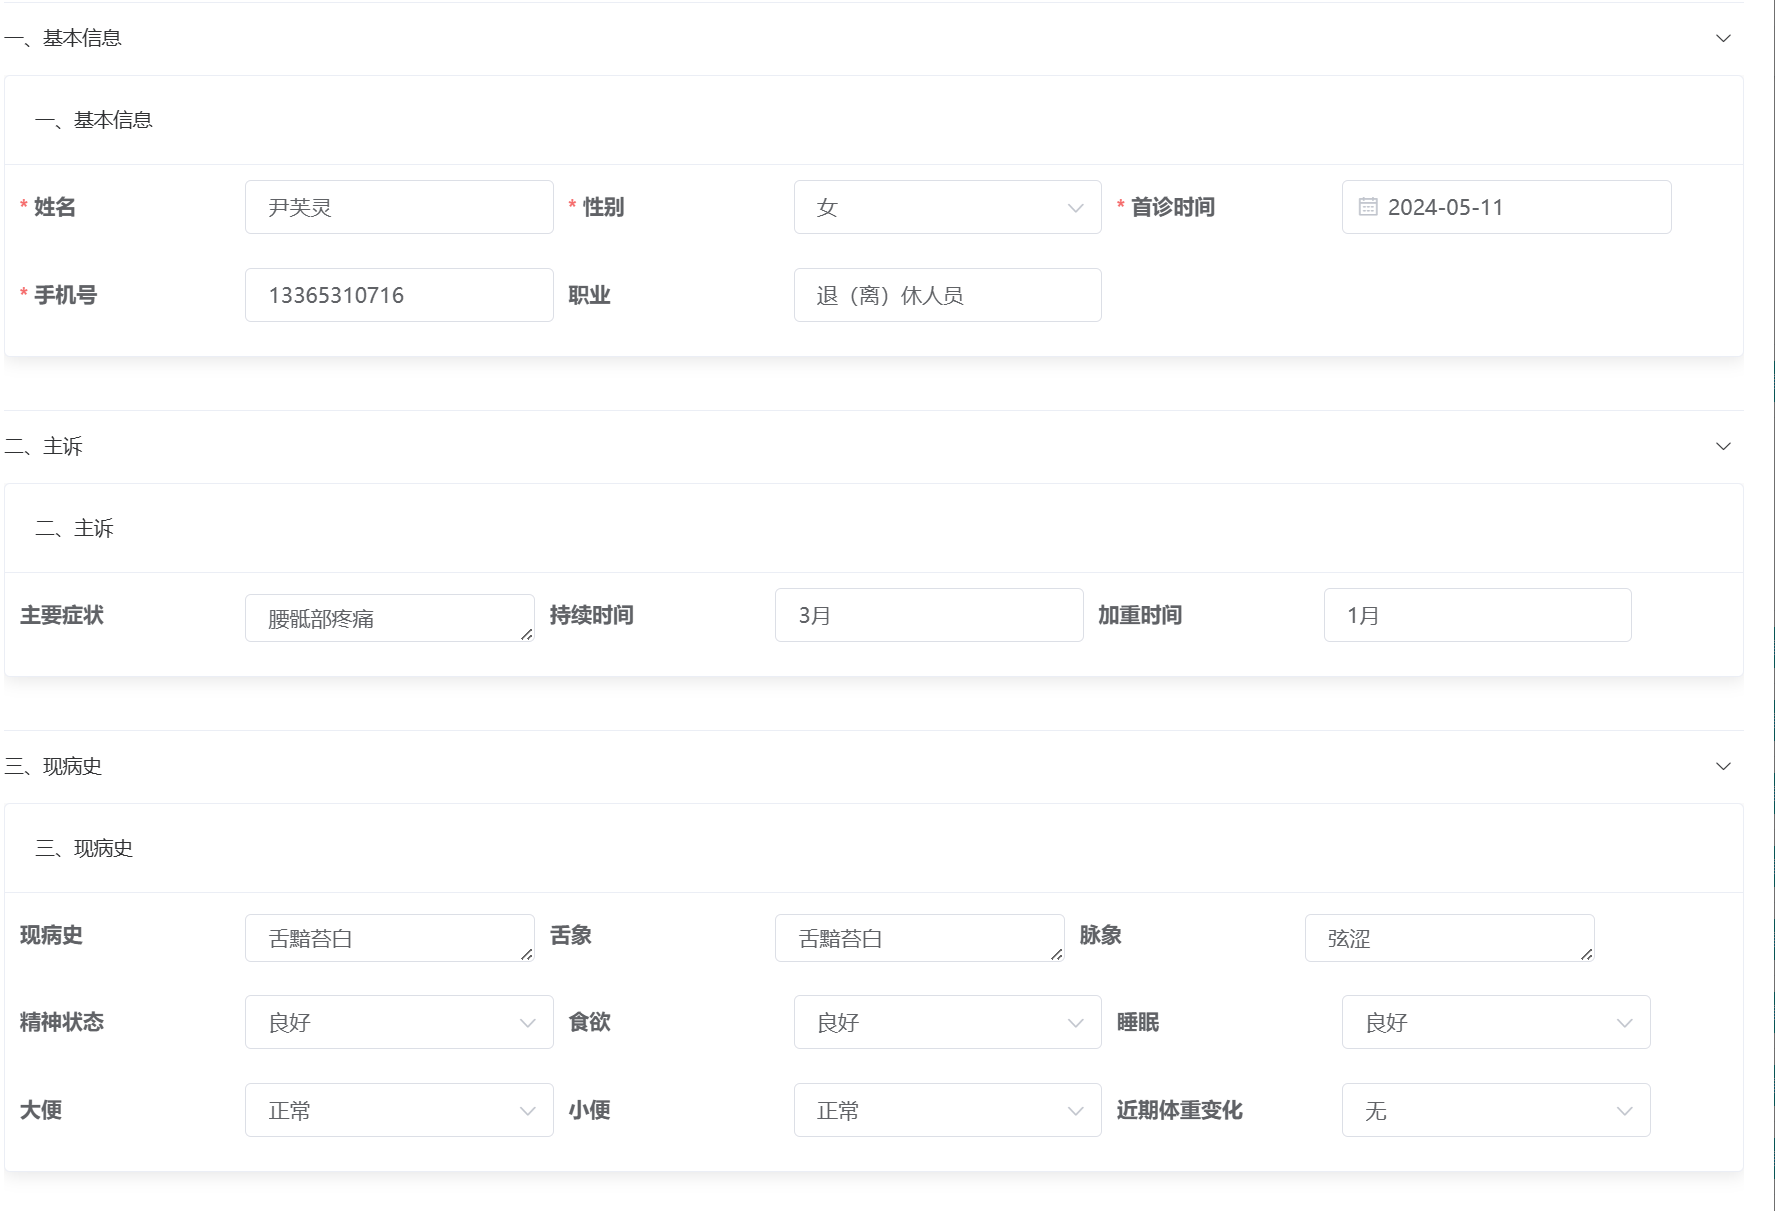 一、基本信息
一、基本信息
* 姓名 尹芙灵 * 性别 女 * 首诊时间 2024-05-11
* 手机号 13365310716 职业 退（离）休人员
二、主诉
二、主诉
主要症状 腰骶部疼痛 持续时间 3月 加重时间 1月
三、现病史
三、现病史
现病史 舌黯苔白 舌象 舌黯苔白 脉象 弦涩
精神状态 良好 食欲 良好 睡眠 良好
大便 正常 小便 正常 近期体重变化 无